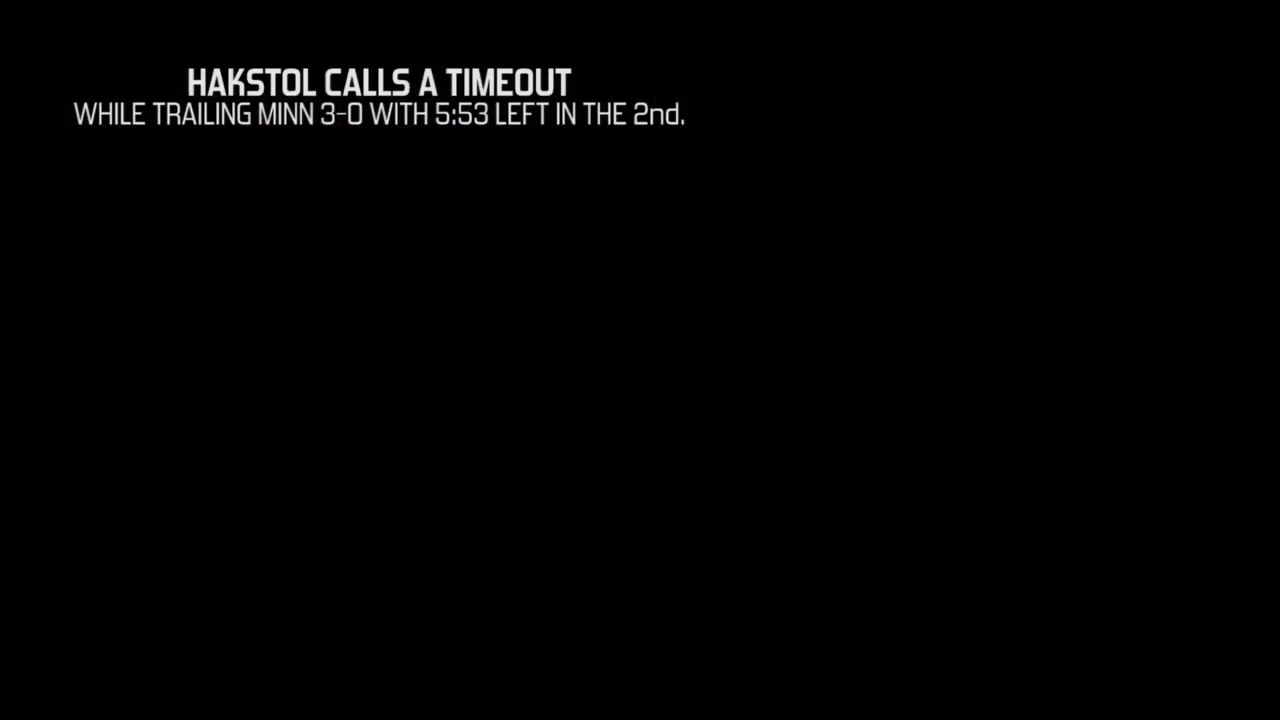 HAKSTOL CALLS A TIMEOUT
WHILE TRAILING MINN 3-0 WITH 5:53 LEFT IN THE 2nd.